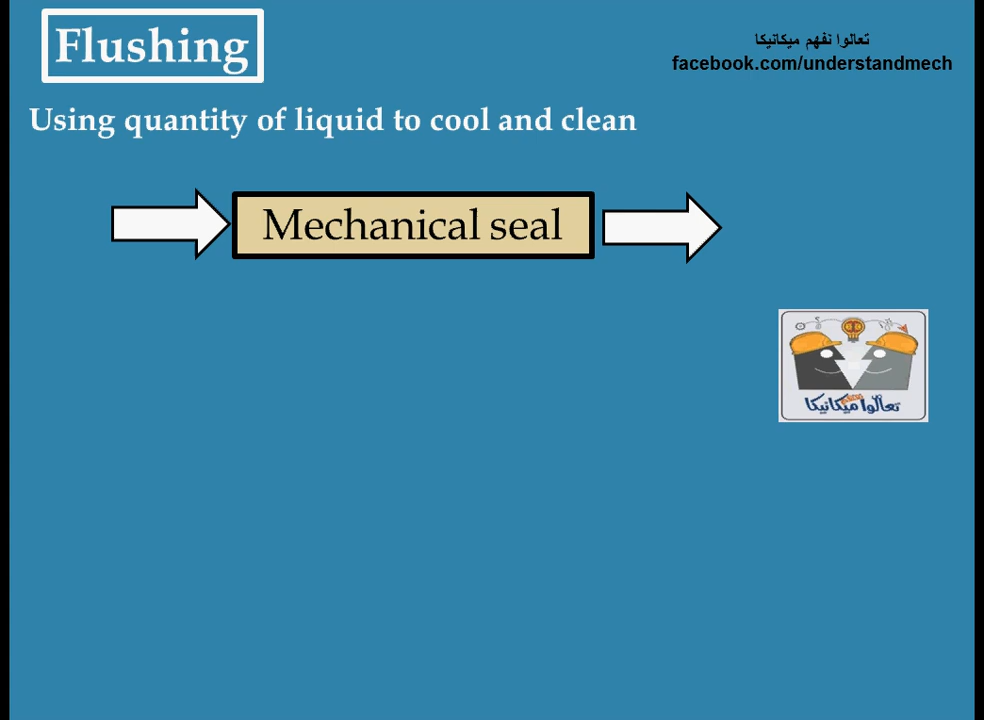 Flushing
تعالوا نفهم ميكانيكا
facebook.com/understandmech
Using quantity of liquid to cool and clean
Mechanical seal
تعالوا ميكانيكا